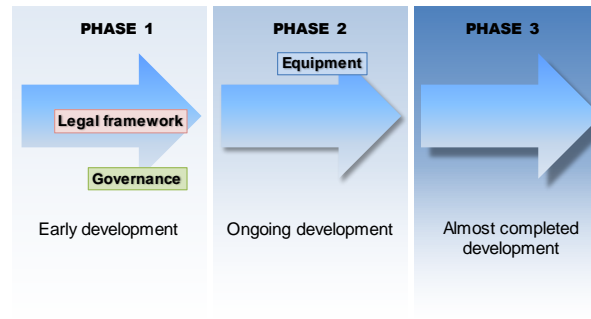 PHASE 1
PHASE 2
PHASE 3
Equipment
Legal framework
Governance
Early development
Ongoing development
Almost completed
development